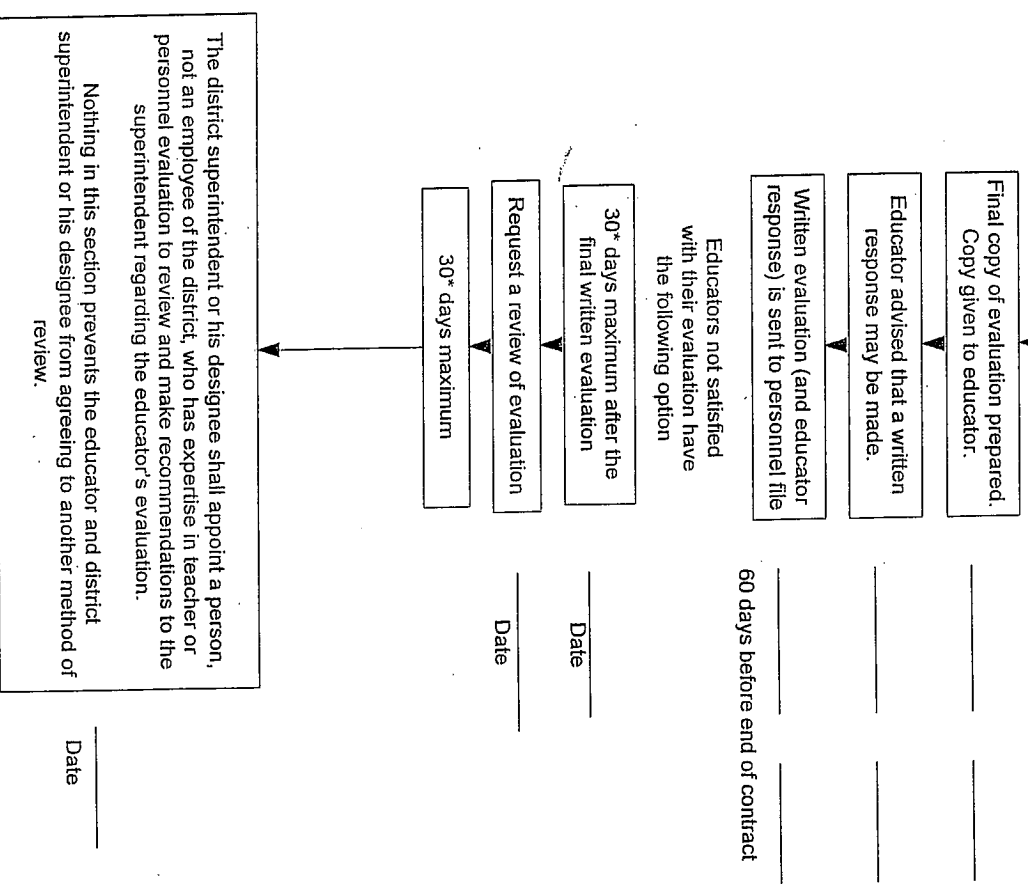 Final copy of evaluation prepared.
Copy given to educator.
Educator advised that a written
response may be made.
Written evaluation (and educator
response) is sent to personnel file
60 days before end of contract
Educators not satisfied
with their evaluation have
the following option
30* days maximum after the
final written evaluation
Date
Request a review of evaluation
Date
30* days maximum
The district superintendent or his designee shall appoint a person,
not an employee of the district, who has expertise in teacher or
personnel evaluation to review and make recommendations to the
superintendent regarding the educator's evaluation.
Nothing in this section prevents the educator and district
superintendent or his designee from agreeing to another method of
review.
Date